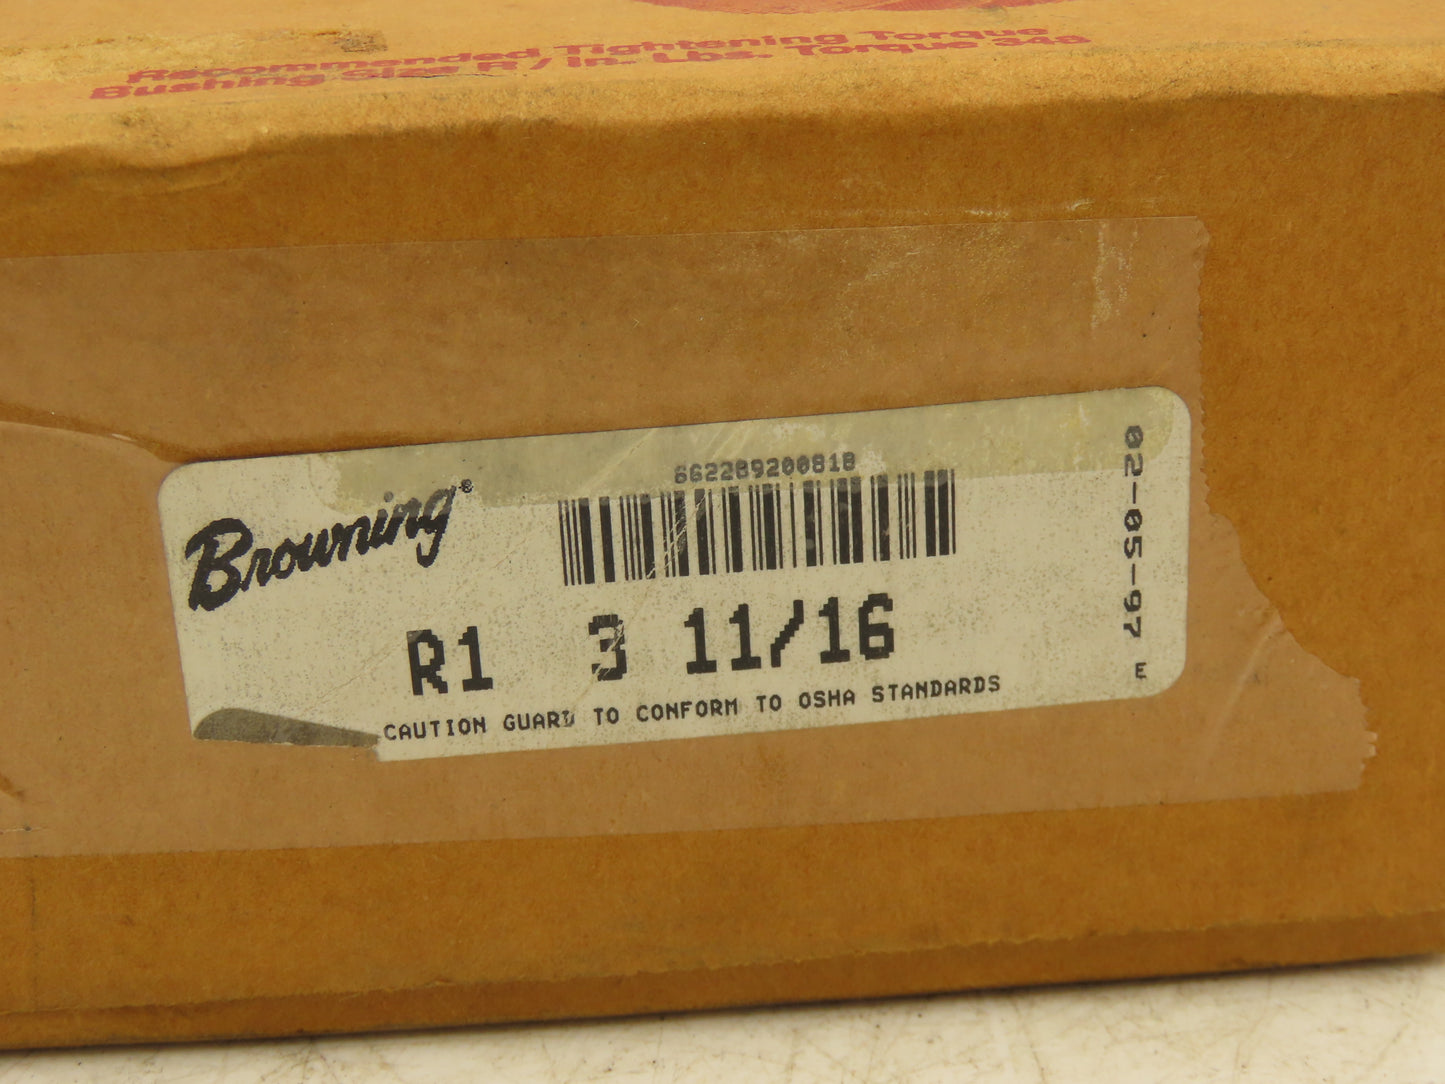 Recommended Tightening Torque
Bushing Size R / In. Lbs. Torque 348
662289200818
Browning®
R1 3 11/16
CAUTION GUARD TO CONFORM TO OSHA STANDARDS
02-05-97 E